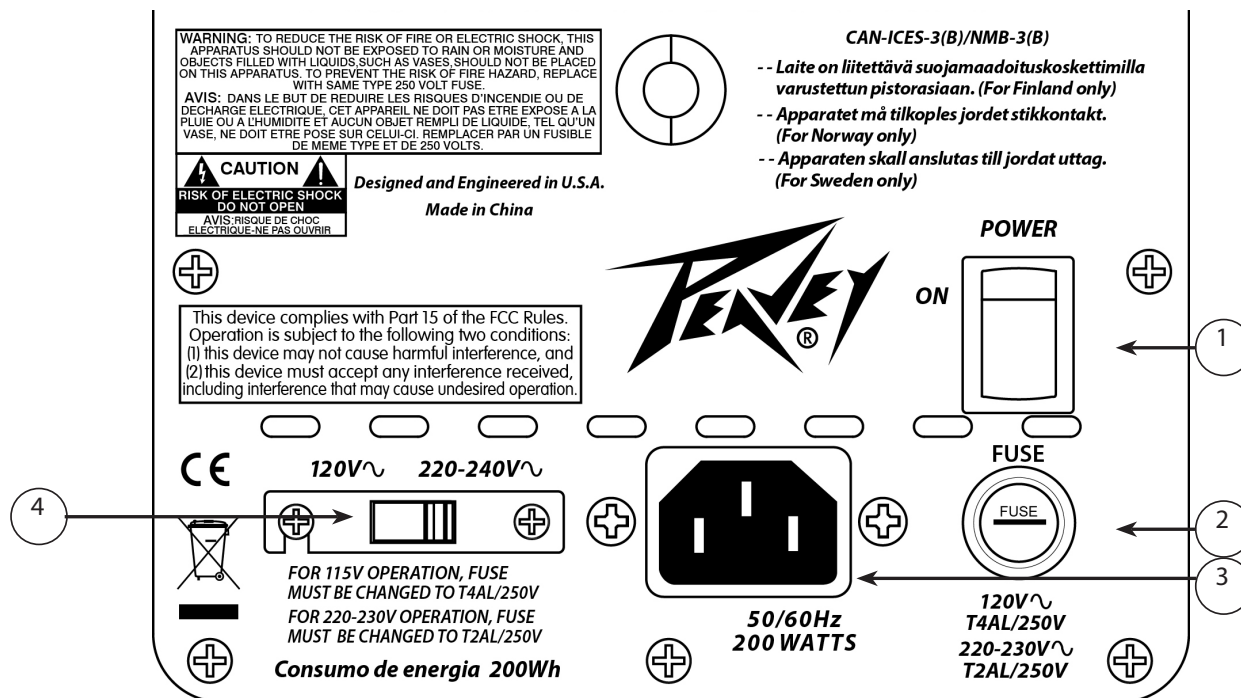 WARNING: TO REDUCE THE RISK OF FIRE OR ELECTRIC SHOCK, THIS
APPARATUS SHOULD NOT BE EXPOSED TO RAIN OR MOISTURE AND
OBJECTS FILLED WITH LIQUIDS,SUCH AS VASES,SHOULD NOT BE PLACED
ON THIS APPARATUS. TO PREVENT THE RISK OF FIRE HAZARD, REPLACE
WITH SAME TYPE 250 VOLT FUSE.
AVIS: DANS LE BUT DE REDUIRE LES RISQUES D'INCENDIE OU DE
DECHARGE ELECTRIQUE, CET APPAREIL NE DOIT PAS ETRE EXPOSE A LA
PLUIE OU A L'HUMIDITE ET AUCUN OBJET REMPLI DE LIQUIDE, TEL QU'UN
VASE, NE DOIT ETRE POSE SUR CELUI-CI. REMPLACER PAR UN FUSIBLE
DE MEME TYPE ET DE 250 VOLTS.
CAUTION
RISK OF ELECTRIC SHOCK
DO NOT OPEN
AVIS:RISQUE DE CHOC
ELECTRIQUE-NE PAS OUVRIR
Designed and Engineered in U.S.A.
Made in China
CAN-ICES-3(B)/NMB-3(B)
- - Laite on liitettävä suojamaadoituskoskettimilla
varustettun pistorasiaan. (For Finland only)
- - Apparatet må tilkoples jordet stikkontakt.
(For Norway only)
- - Apparaten skall anslutas till jordat uttag.
(For Sweden only)
PEAVEY
®
POWER
ON
1
This device complies with Part 15 of the FCC Rules.
Operation is subject to the following two conditions:
(1) this device may not cause harmful interference, and
(2) this device must accept any interference received,
including interference that may cause undesired operation.
CE
120V∿ 220-240V∿
4
FOR 115V OPERATION, FUSE
MUST BE CHANGED TO T4AL/250V
FOR 220-230V OPERATION, FUSE
MUST BE CHANGED TO T2AL/250V
Consumo de energia 200Wh
50/60Hz
200 WATTS
FUSE
FUSE
2
3
120V∿
T4AL/250V
220-230V∿
T2AL/250V